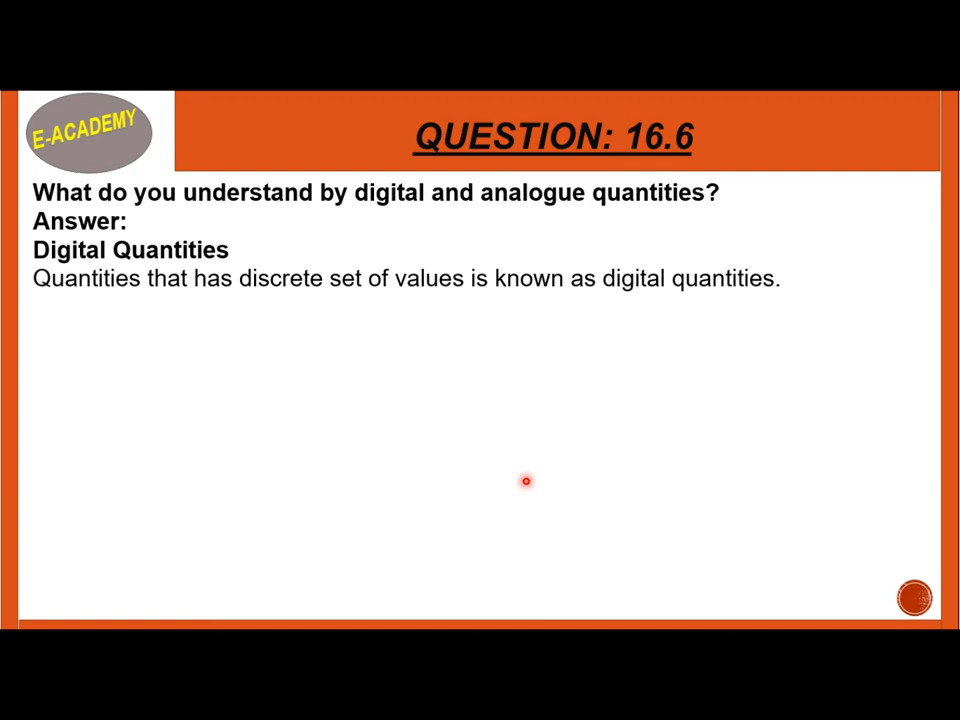 E-ACADEMY
QUESTION: 16.6
What do you understand by digital and analogue quantities?
Answer:
Digital Quantities
Quantities that has discrete set of values is known as digital quantities.